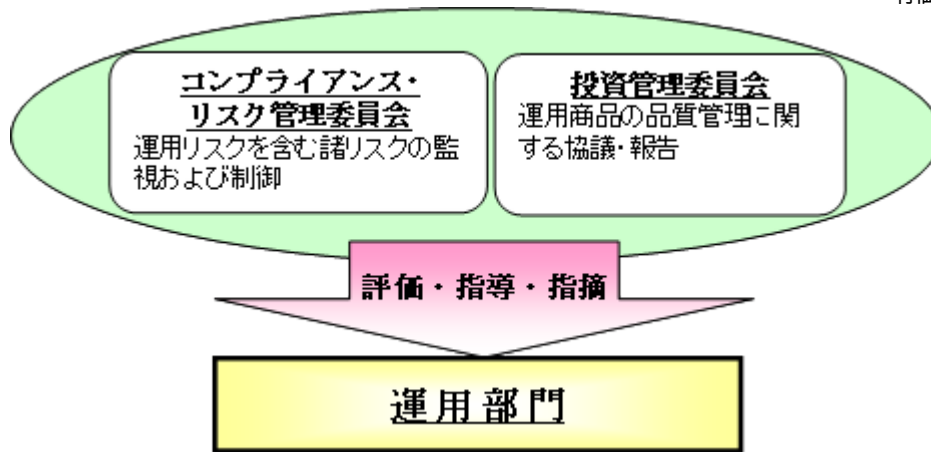 コンプライアンス・
リスク管理委員会
運用リスクを含む諸リスクの監
視および制御
投資管理委員会
運用商品の品質管理に関
する協議・報告
評価・指導・指摘
運用部門